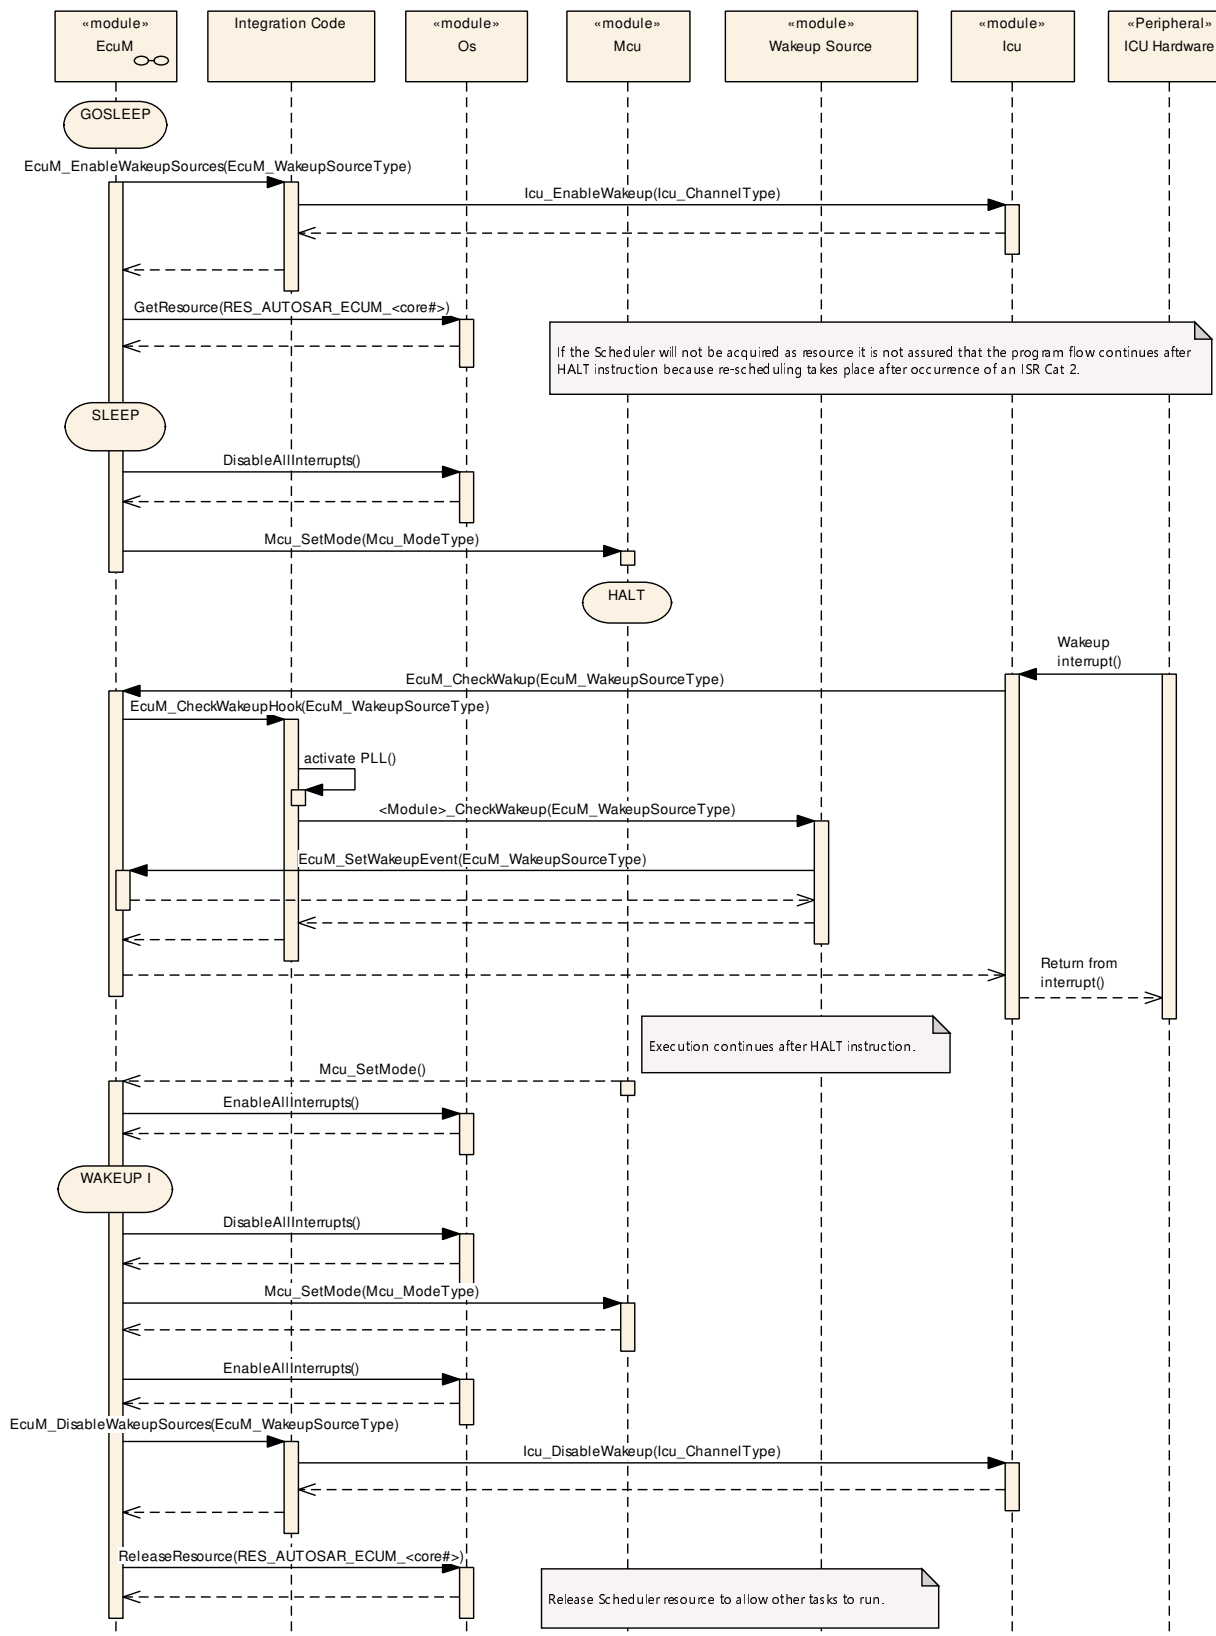 «module»
EcuM
Integration Code
«module»
Os
«module»
Mcu
«module»
Wakeup Source
«module»
Icu
«Peripheral»
ICU Hardware
GOSLEEP
EcuM_EnableWakeupSources(EcuM_WakeupSourceType)
Icu_EnableWakeup(Icu_ChannelType)
GetResource(RES_AUTOSAR_ECUM_<core#>)
If the Scheduler will not be acquired as resource it is not assured that the program flow continues after
HALT instruction because re-scheduling takes place after occurrence of an ISR Cat 2.
SLEEP
DisableAllInterrupts()
Mcu_SetMode(Mcu_ModeType)
HALT
Wakeup
interrupt()
EcuM_CheckWakup(EcuM_WakeupSourceType)
EcuM_CheckWakeupHook(EcuM_WakeupSourceType)
activate PLL()
<Module>_CheckWakeup(EcuM_WakeupSourceType)
EcuM_SetWakeupEvent(EcuM_WakeupSourceType)
Return from
interrupt()
Execution continues after HALT instruction.
Mcu_SetMode()
EnableAllInterrupts()
WAKEUP I
DisableAllInterrupts()
Mcu_SetMode(Mcu_ModeType)
EnableAllInterrupts()
EcuM_DisableWakeupSources(EcuM_WakeupSourceType)
Icu_DisableWakeup(Icu_ChannelType)
ReleaseResource(RES_AUTOSAR_ECUM_<core#>)
Release Scheduler resource to allow other tasks to run.